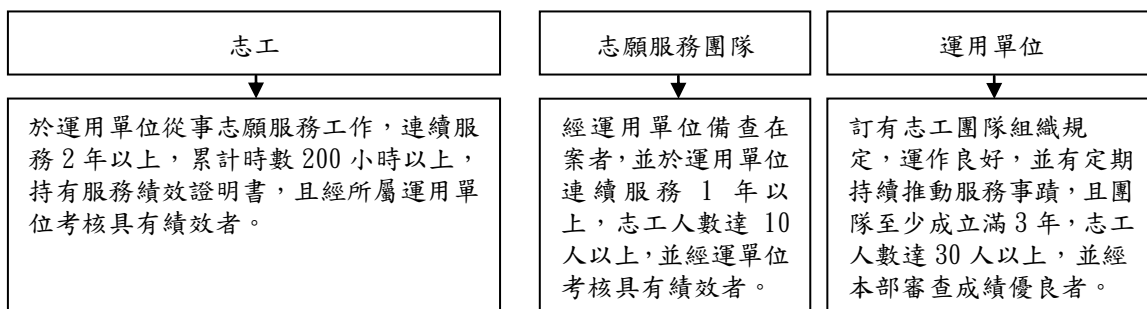 志工
於運用單位從事志願服務工作，連續服
務 2 年以上，累計時數 200 小時以上，
持有服務績效證明書，且經所屬運用單
位考核具有績效者。
志願服務團隊
經運用單位備查在
案者，並於運用單位
連續服務 1 年以
上，志工人數達 10
人以上，並經運單位
考核具有績效者。
運用單位
訂有志工團隊組織規
定，運作良好，並有定期
持續推動服務事蹟，且團
隊至少成立滿 3 年，志工
人數達 30 人以上，並經
本部審查成績優良者。